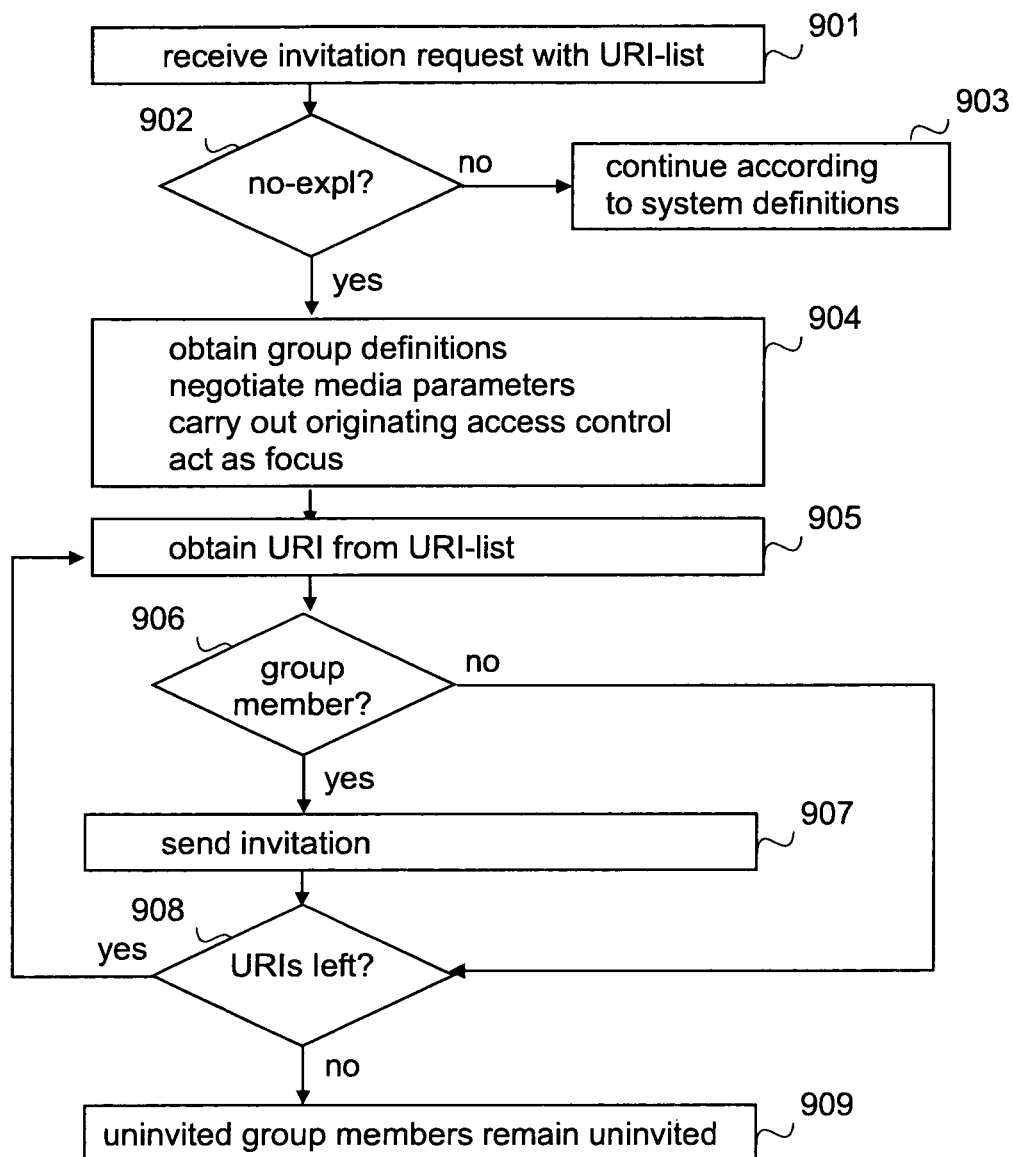 901
receive invitation request with URI-list
902
903
no-expl?
no
continue according
to system definitions
yes
904
obtain group definitions
negotiate media parameters
carry out originating access control
act as focus
905
obtain URI from URI-list
906
no
group
member?
yes
907
send invitation
908
yes
URIs left?
no
909
uninvited group members remain uninvited